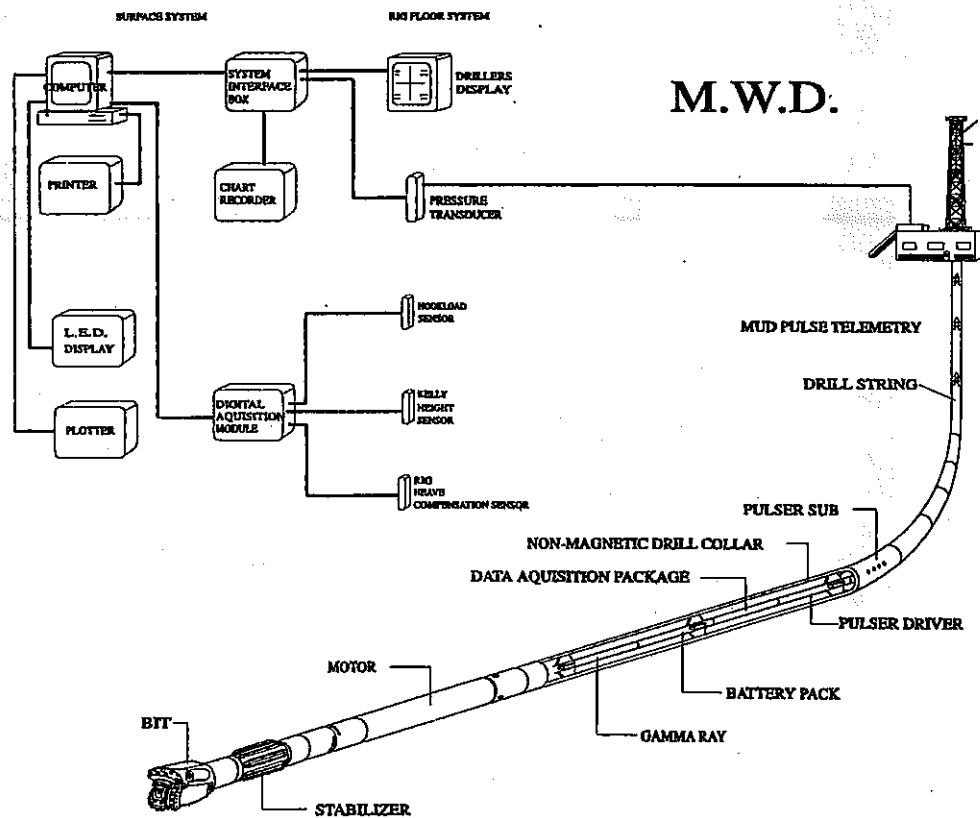 SURFACE SYSTEM
RIG FLOOR SYSTEM
COMPUTER
SYSTEM
INTERFACE
BOX
DRILLERS
DISPLAY
M.W.D.
PRINTER
CHART
RECORDER
PRESSURE
TRANSDUCER
HOOKLOAD
SENSOR
MUD PULSE TELEMETRY
L.E.D.
DISPLAY
DRILL STRING
KELLY
HEIGHT
SENSOR
DIGITAL
AQUISITION
MODULE
PLOTTER
RIG
HEAVE
COMPENSATION SENSOR
PULSER SUB
NON-MAGNETIC DRILL COLLAR
DATA AQUISITION PACKAGE
PULSER DRIVER
MOTOR
BATTERY PACK
BIT
GAMMA RAY
STABILIZER